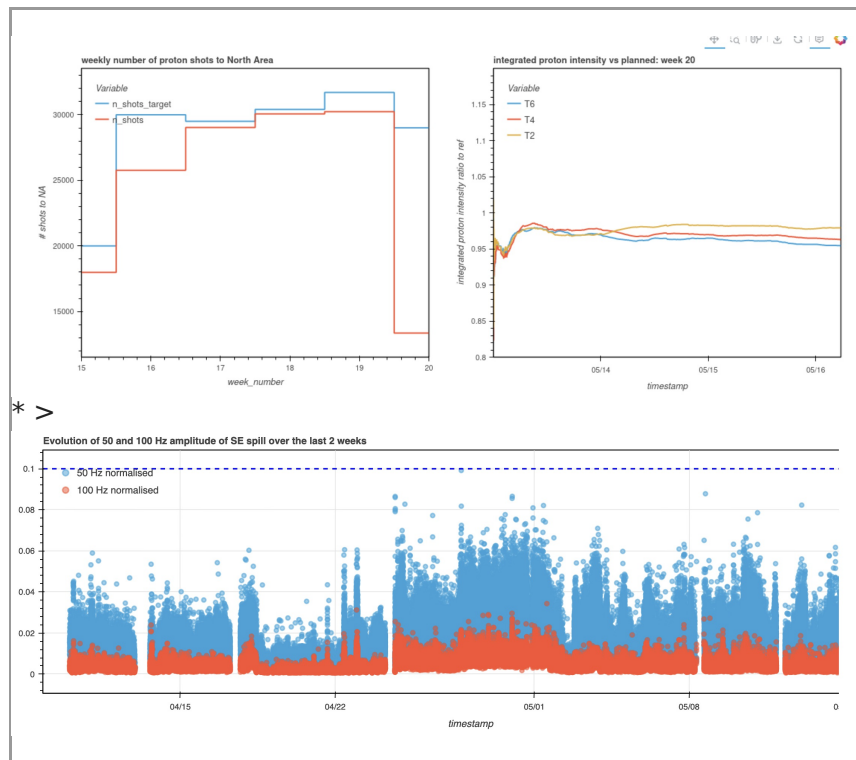 weekly number of proton shots to North Area
Variable
n_shots_target
n_shots
# shots to NA
30000
25000
20000
15000
15
16
17
18
19
20
week_number
integrated proton intensity vs planned: week 20
Variable
T6
T4
T2
integrated proton intensity ratio to ref
1.15
1.1
1.05
1
0.95
0.9
0.85
0.8
05/14
05/15
05/16
timestamp
* >
Evolution of 50 and 100 Hz amplitude of SE spill over the last 2 weeks
50 Hz normalised
100 Hz normalised
0.1
0.08
0.06
0.04
0.02
0
04/15
04/22
05/01
05/08
0
timestamp